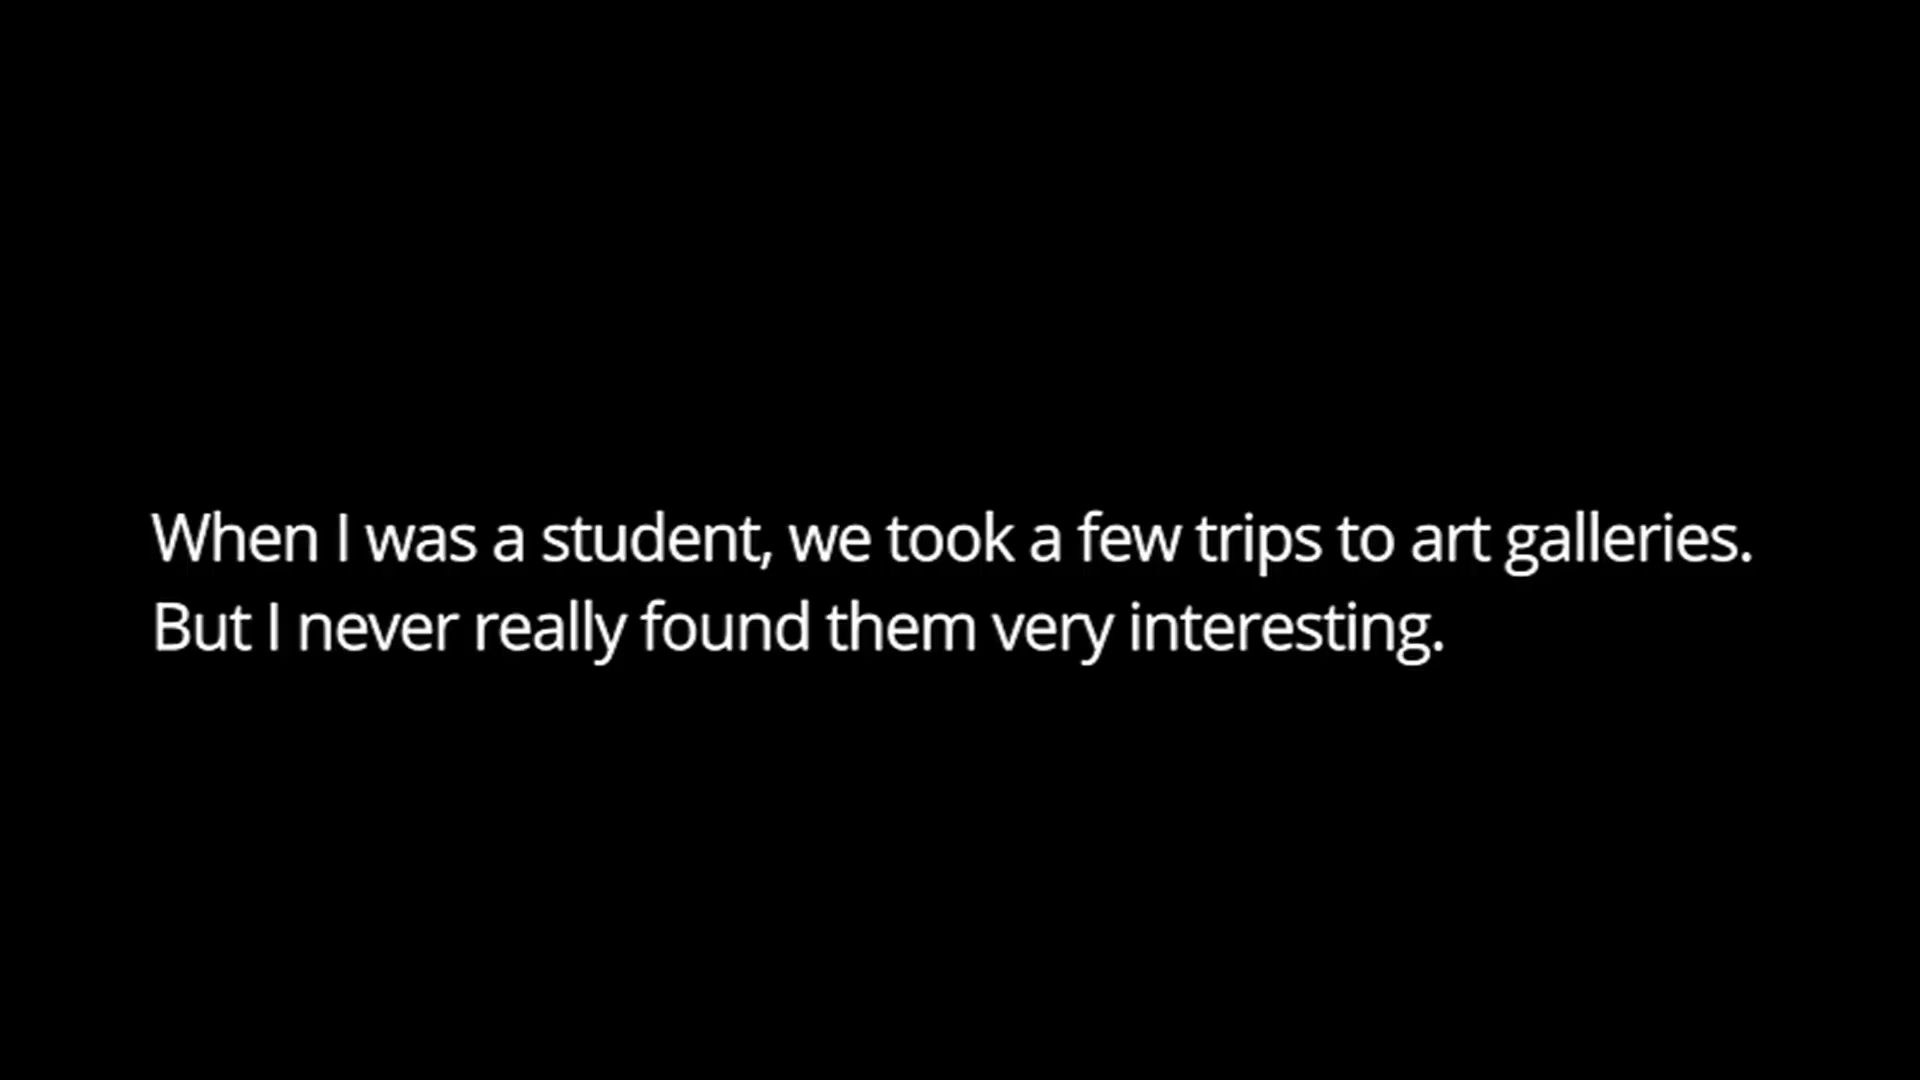 When I was a student, we took a few trips to art galleries.
But I never really found them very interesting.